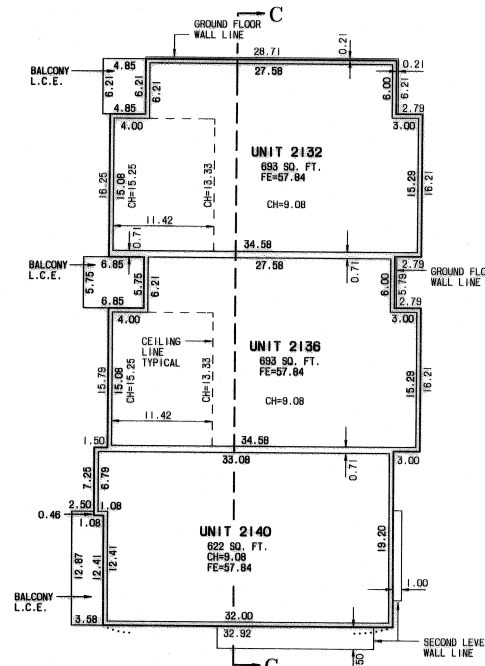 C
GROUND FLOOR
WALL LINE
28.71
0.21
0.21
4.85
27.58
BALCONY
L.C.E.
6.21
6.21
6.21
6.00
6.21
4.85
2.79
4.00
3.00
UNIT 2132
693 SQ. FT.
FE=57.84
CH=9.08
16.25
15.08
CH=15.25
CH=13.33
15.29
16.21
11.42
0.71
34.58
6.85
27.58
2.79
BALCONY
L.C.E.
5.75
5.75
6.21
0.71
6.00
5.79
GROUND FLO
WALL LINE
6.85
2.79
4.00
3.00
CEILING
LINE
TYPICAL
UNIT 2136
693 SQ. FT.
FE=57.84
CH=9.08
15.79
15.08
CH=15.25
CH=13.33
15.29
16.21
11.42
1.50
34.58
33.08
3.00
0.71
7.25
6.79
2.50
1.08
0.46
1.08
UNIT 2140
622 SQ. FT.
CH=9.08
FE=57.84
12.87
12.41
12.41
19.20
1.00
BALCONY
L.C.E.
3.58
32.00
32.92
SECOND LEVE
WALL LINE
50
C